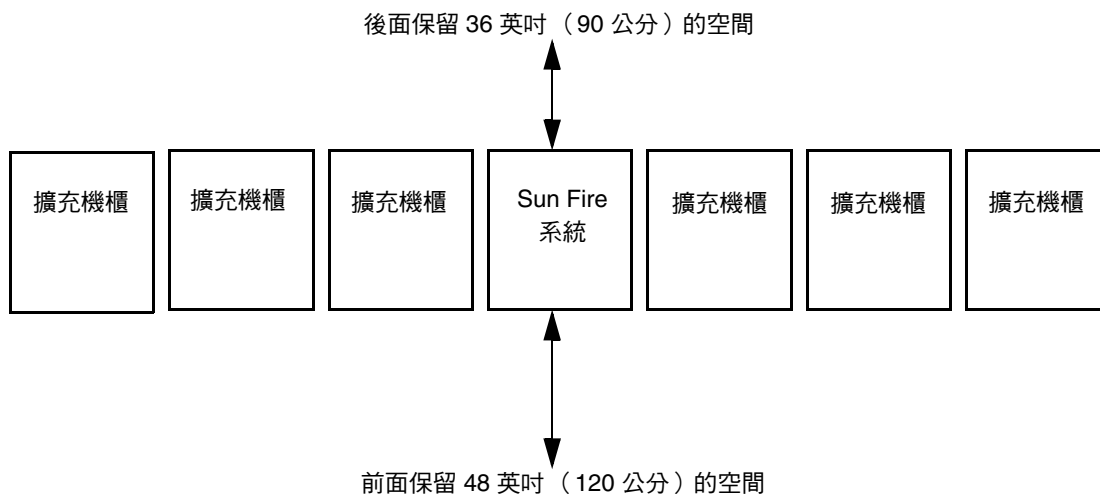 後面保留 36 英吋（90 公分）的空間
擴充機櫃
擴充機櫃
擴充機櫃
Sun Fire
系統
擴充機櫃
擴充機櫃
擴充機櫃
前面保留 48 英吋（120 公分）的空間